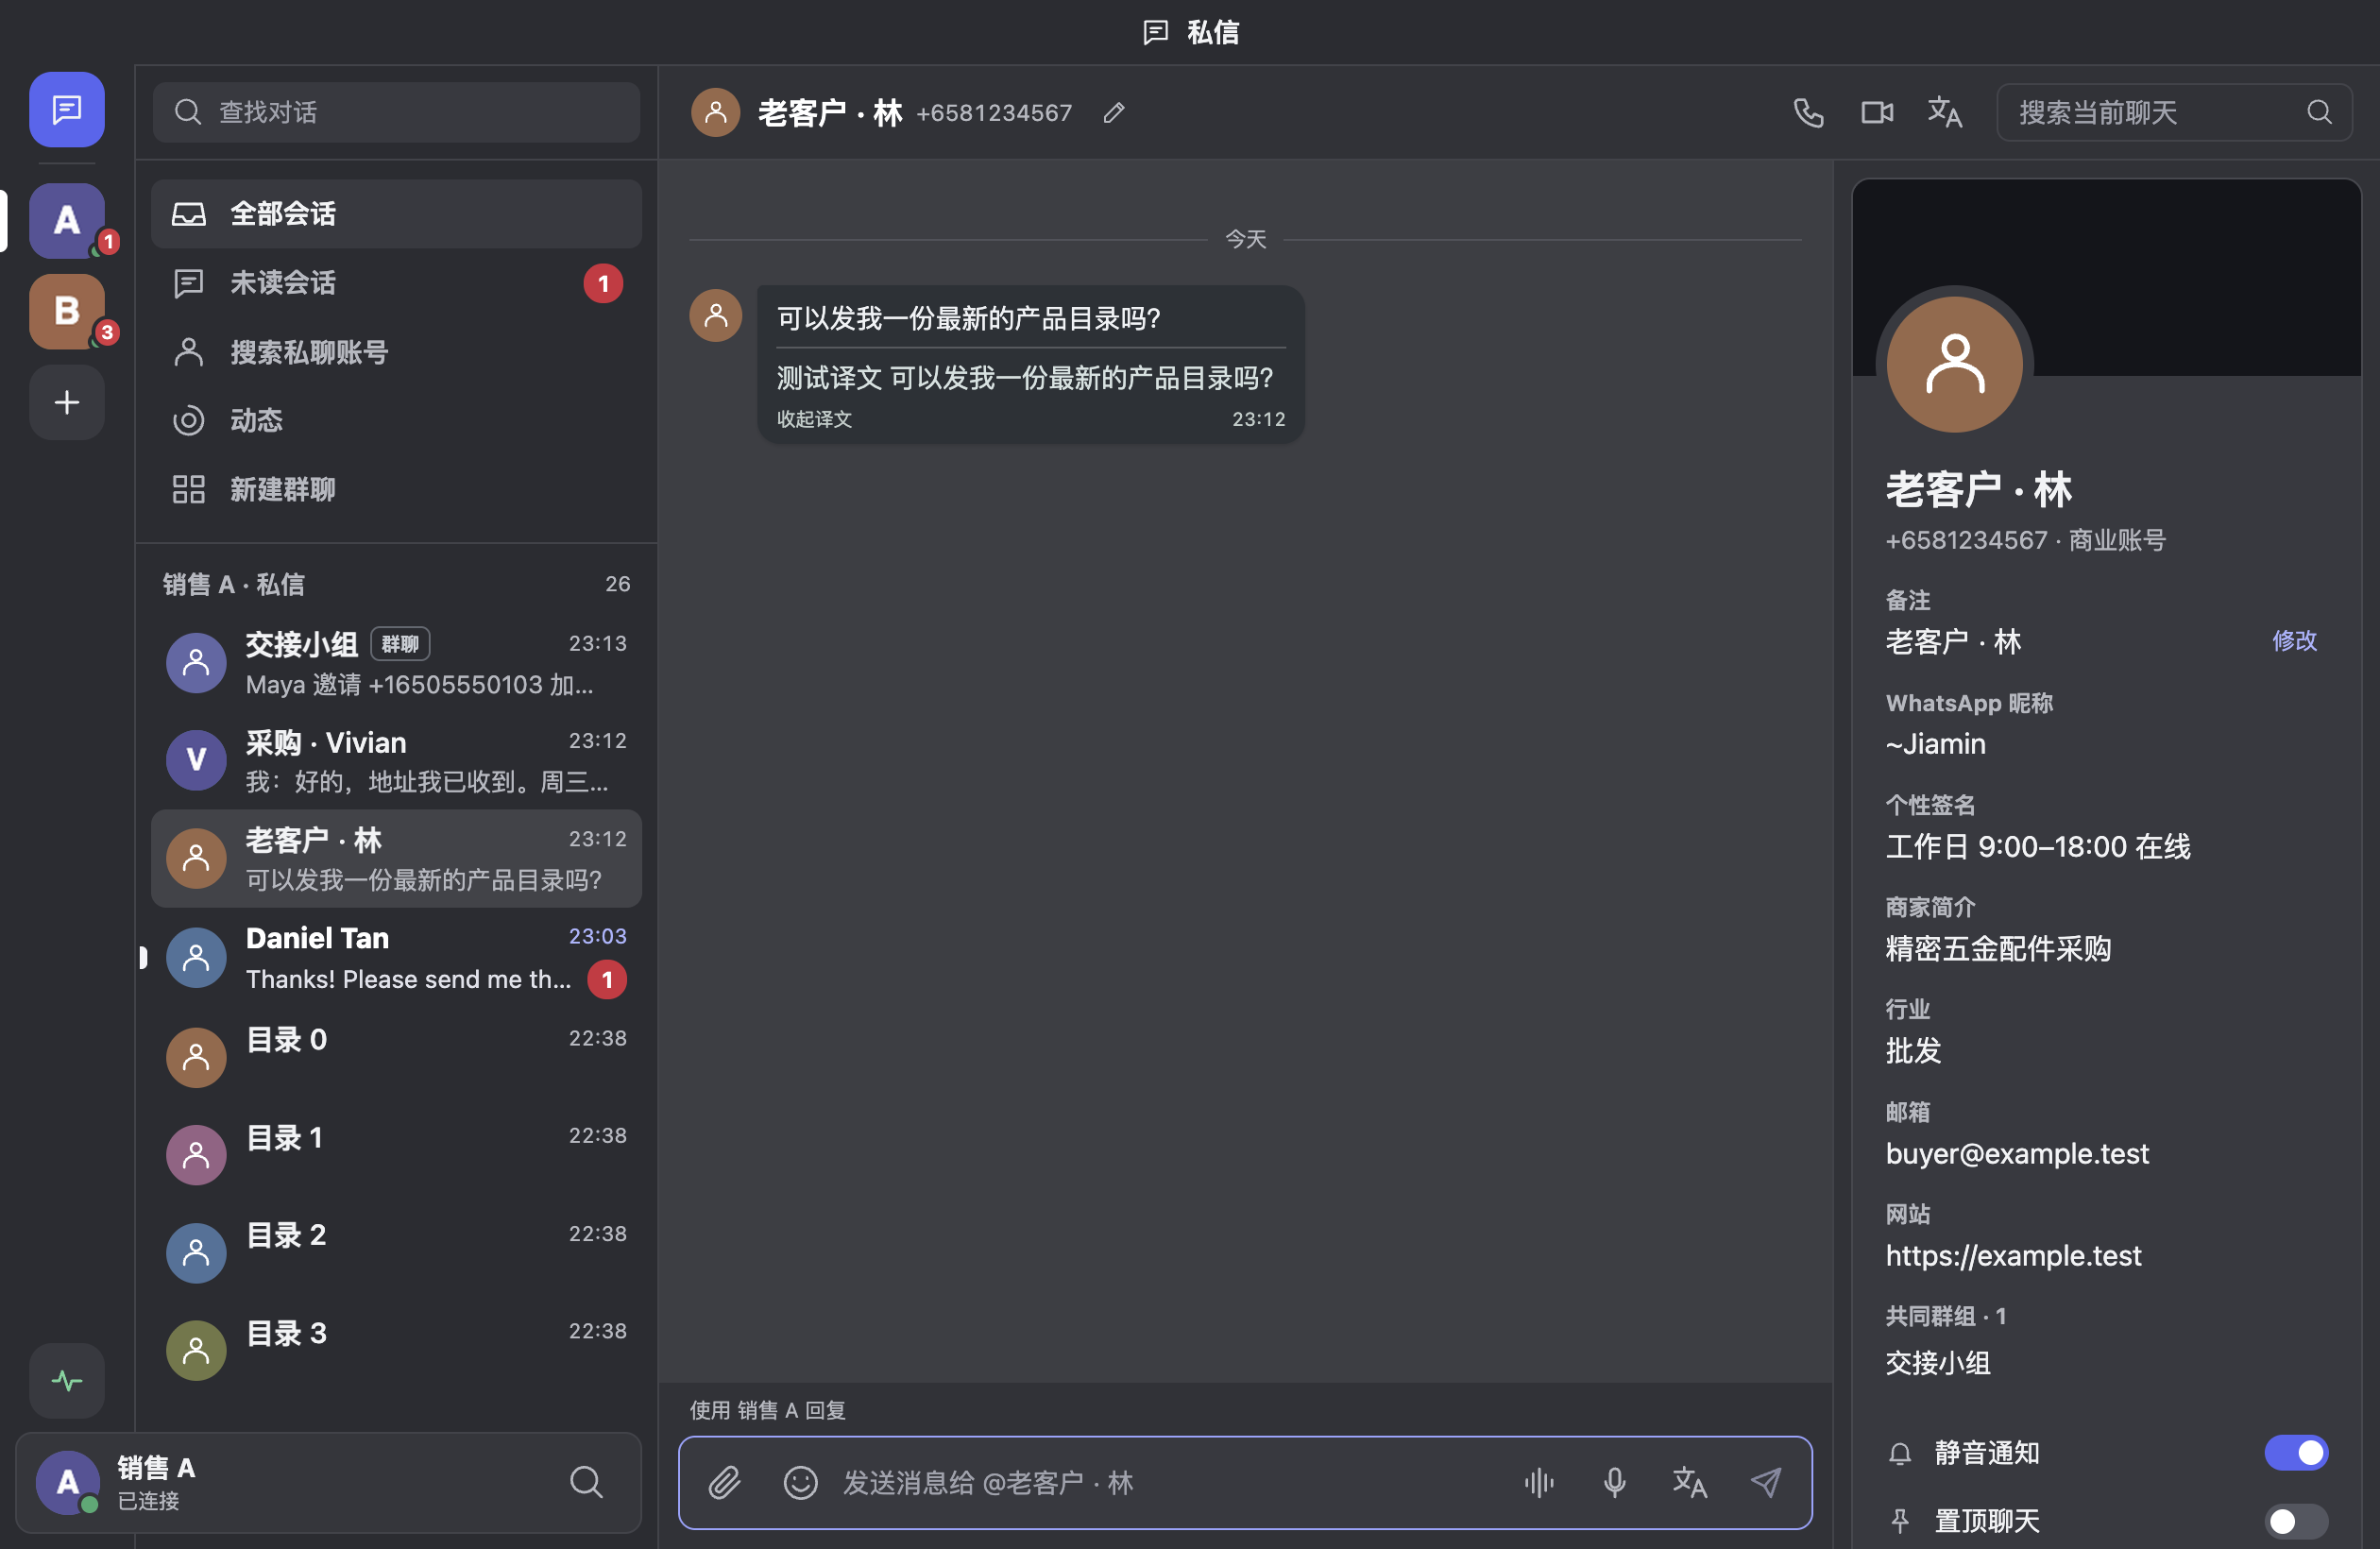 私信
A
1
B
3
查找对话
全部会话
未读会话
1
搜索私聊账号
动态
新建群聊
销售 A · 私信
26
交接小组 群聊 23:13
Maya 邀请 +16505550103 加...
V
采购 · Vivian 23:12
我：好的，地址我已收到。周三...
老客户 · 林 23:12
可以发我一份最新的产品目录吗？
Daniel Tan 23:03
Thanks! Please send me th... 1
目录 0 22:38
目录 1 22:38
目录 2 22:38
目录 3 22:38
A
销售 A
已连接
老客户 · 林 +6581234567
文A
搜索当前聊天
今天
可以发我一份最新的产品目录吗？
测试译文 可以发我一份最新的产品目录吗？
收起译文 23:12
使用 销售 A 回复
发送消息给 @老客户 · 林
文A
老客户 · 林
+6581234567 · 商业账号
备注
老客户 · 林 修改
WhatsApp 昵称
~Jiamin
个性签名
工作日 9:00–18:00 在线
商家简介
精密五金配件采购
行业
批发
邮箱
buyer@example.test
网站
https://example.test
共同群组 · 1
交接小组
静音通知
置顶聊天